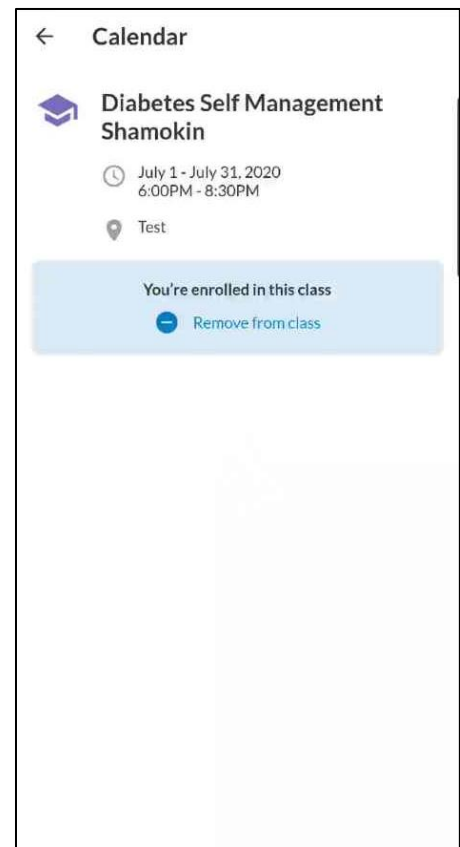 Calendar
Diabetes Self Management
Shamokin
July 1 - July 31, 2020
6:00PM - 8:30PM
Test
You're enrolled in this class
Remove from class